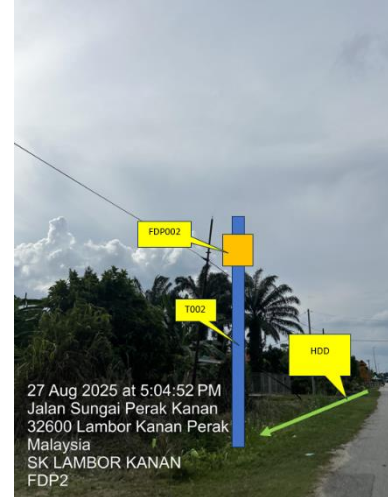 FDP002
T002
HDD
27 Aug 2025 at 5:04:52 PM
Jalan Sungai Perak Kanan
32600 Lambor Kanan Perak
Malaysia
SK LAMBOR KANAN
FDP2